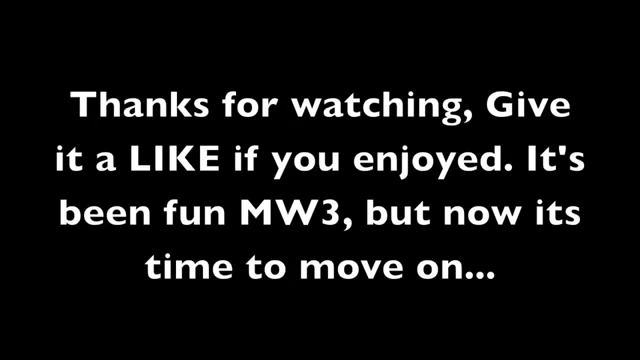 Thanks for watching, Give
it a LIKE if you enjoyed. It's
been fun MW3, but now its
time to move on...